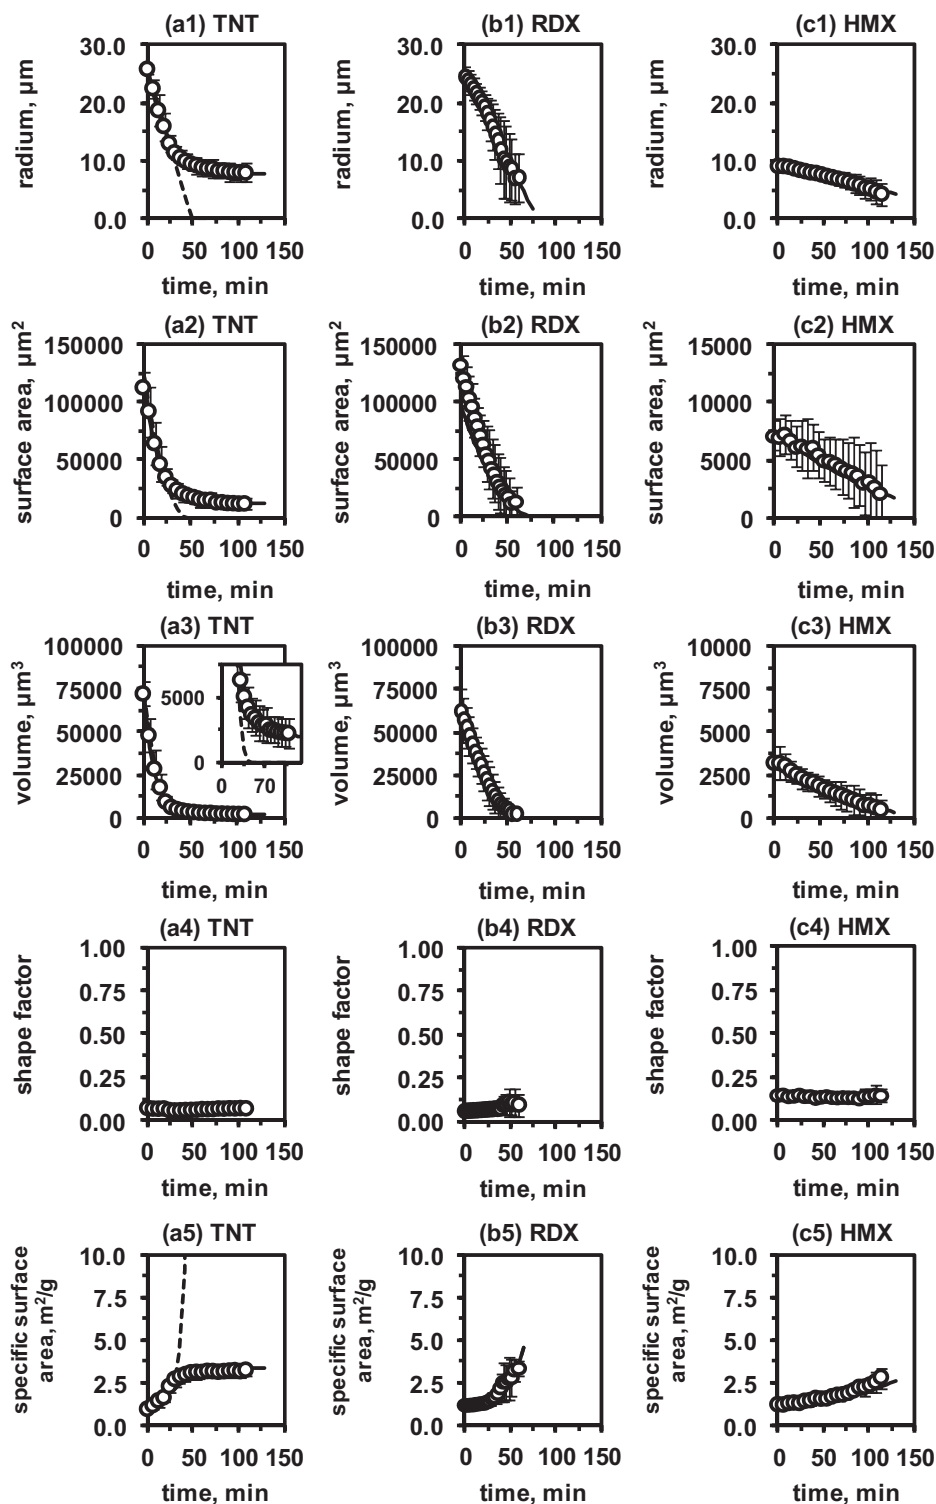 (a1) TNT
(b1) RDX
(c1) HMX
radium, μm
30.0
20.0
10.0
0.0
0 50 100 150
time, min
radium, μm
30.0
20.0
10.0
0.0
0 50 100 150
time, min
radium, μm
30.0
20.0
10.0
0.0
0 50 100 150
time, min
(a2) TNT
(b2) RDX
(c2) HMX
surface area, μm²
150000
100000
50000
0
0 50 100 150
time, min
surface area, μm²
150000
100000
50000
0
0 50 100 150
time, min
surface area, μm²
15000
10000
5000
0
0 50 100 150
time, min
(a3) TNT
(b3) RDX
(c3) HMX
volume, μm³
100000
75000
50000
25000
0
0 50 100 150
time, min
5000
0
0 70
volume, μm³
100000
75000
50000
25000
0
0 50 100 150
time, min
volume, μm³
10000
7500
5000
2500
0
0 50 100 150
time, min
(a4) TNT
(b4) RDX
(c4) HMX
shape factor
1.00
0.75
0.50
0.25
0.00
0 50 100 150
time, min
shape factor
1.00
0.75
0.50
0.25
0.00
0 50 100 150
time, min
shape factor
1.00
0.75
0.50
0.25
0.00
0 50 100 150
time, min
(a5) TNT
(b5) RDX
(c5) HMX
specific surface
area, m²/g
10.0
7.5
5.0
2.5
0.0
0 50 100 150
time, min
specific surface
area, m²/g
10.0
7.5
5.0
2.5
0.0
0 50 100 150
time, min
specific surface
area, m²/g
10.0
7.5
5.0
2.5
0.0
0 50 100 150
time, min